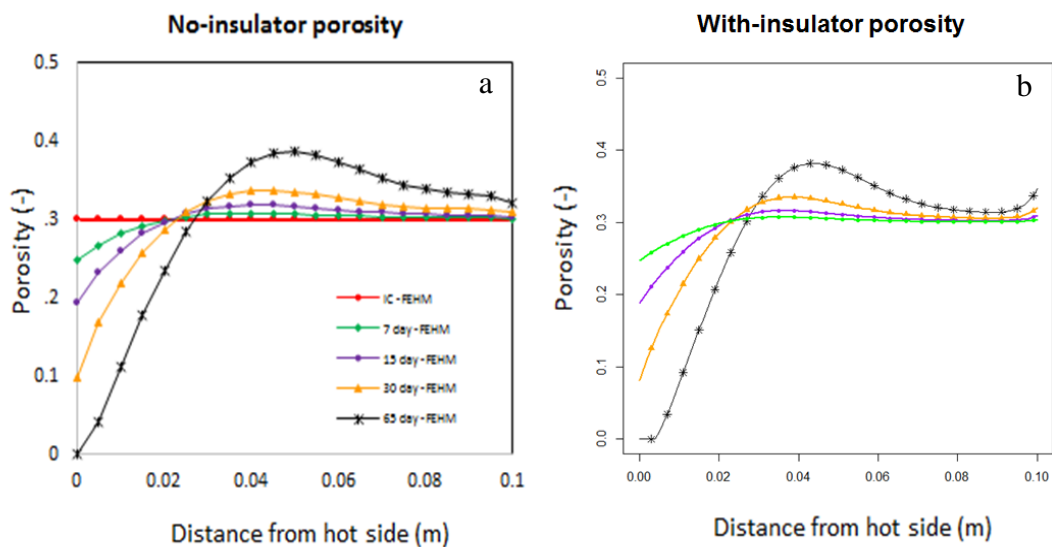 No-insulator porosity
a
0.5
0.4
.3
.2
0.1
0
Porosity (-)
0
0.02
0.04
0.06
0.08
0.1
Distance from hot side (m)
IC - FEHM
7 day - FEHM
15 day - FEHM
30 day - FEHM
65 day - FEHM
With-insulator porosity
b
0.5
0.4
0.3
0.2
0.1
0.0
Porosity (-)
0.00
0.02
0.04
0.06
0.08
0.10
Distance from hot side (m)